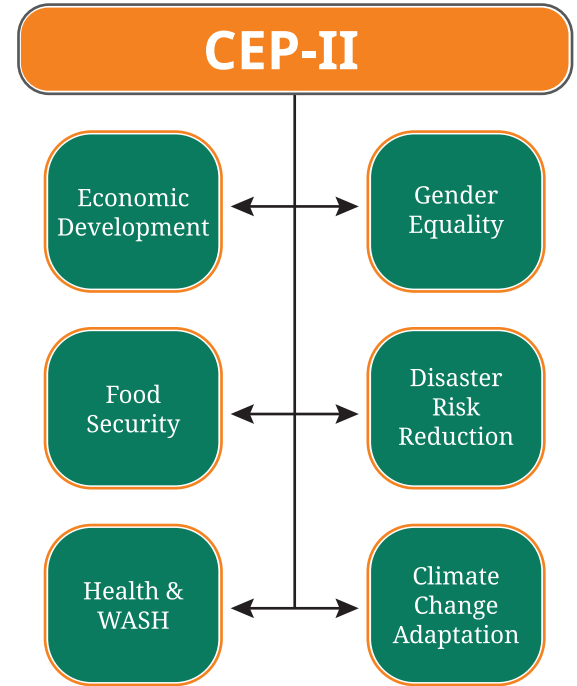 CEP-II
Economic
Development
Gender
Equality
Food
Security
Disaster
Risk
Reduction
Health &
WASH
Climate
Change
Adaptation